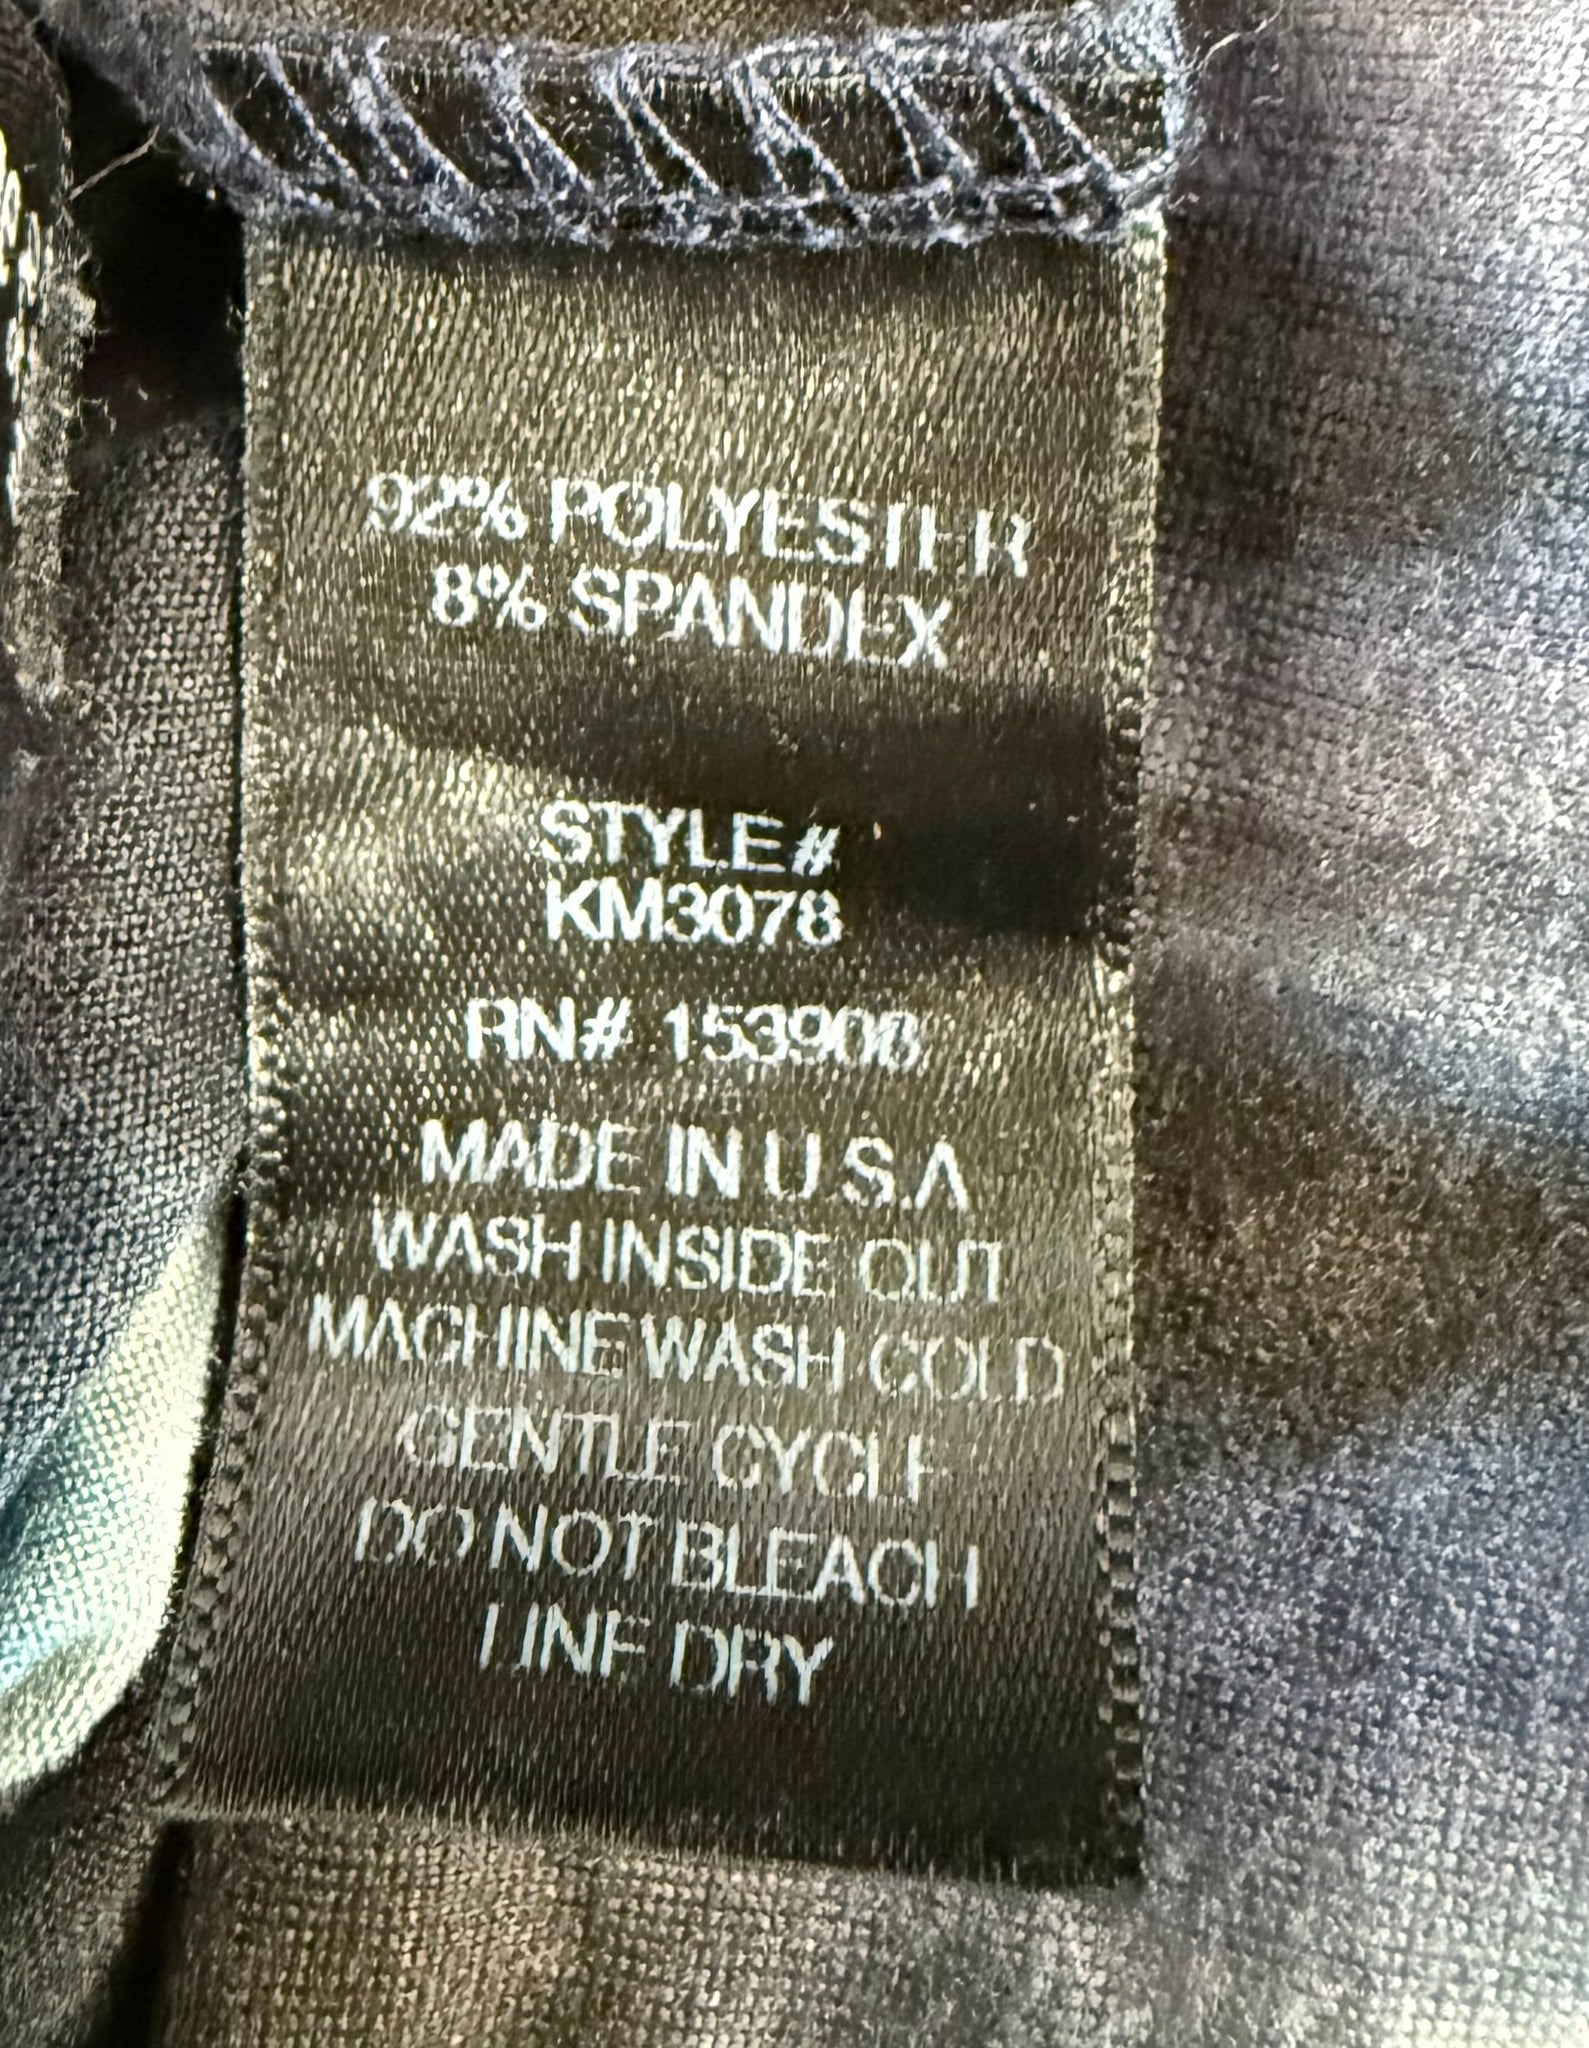 92% POLYESTER
8% SPANDEX
STYLE#
KM3078
RN# 153908
MADE IN U.S.A
WASH INSIDE OUT
MACHINE WASH COLD
GENTLE CYCLE
DO NOT BLEACH
LINE DRY